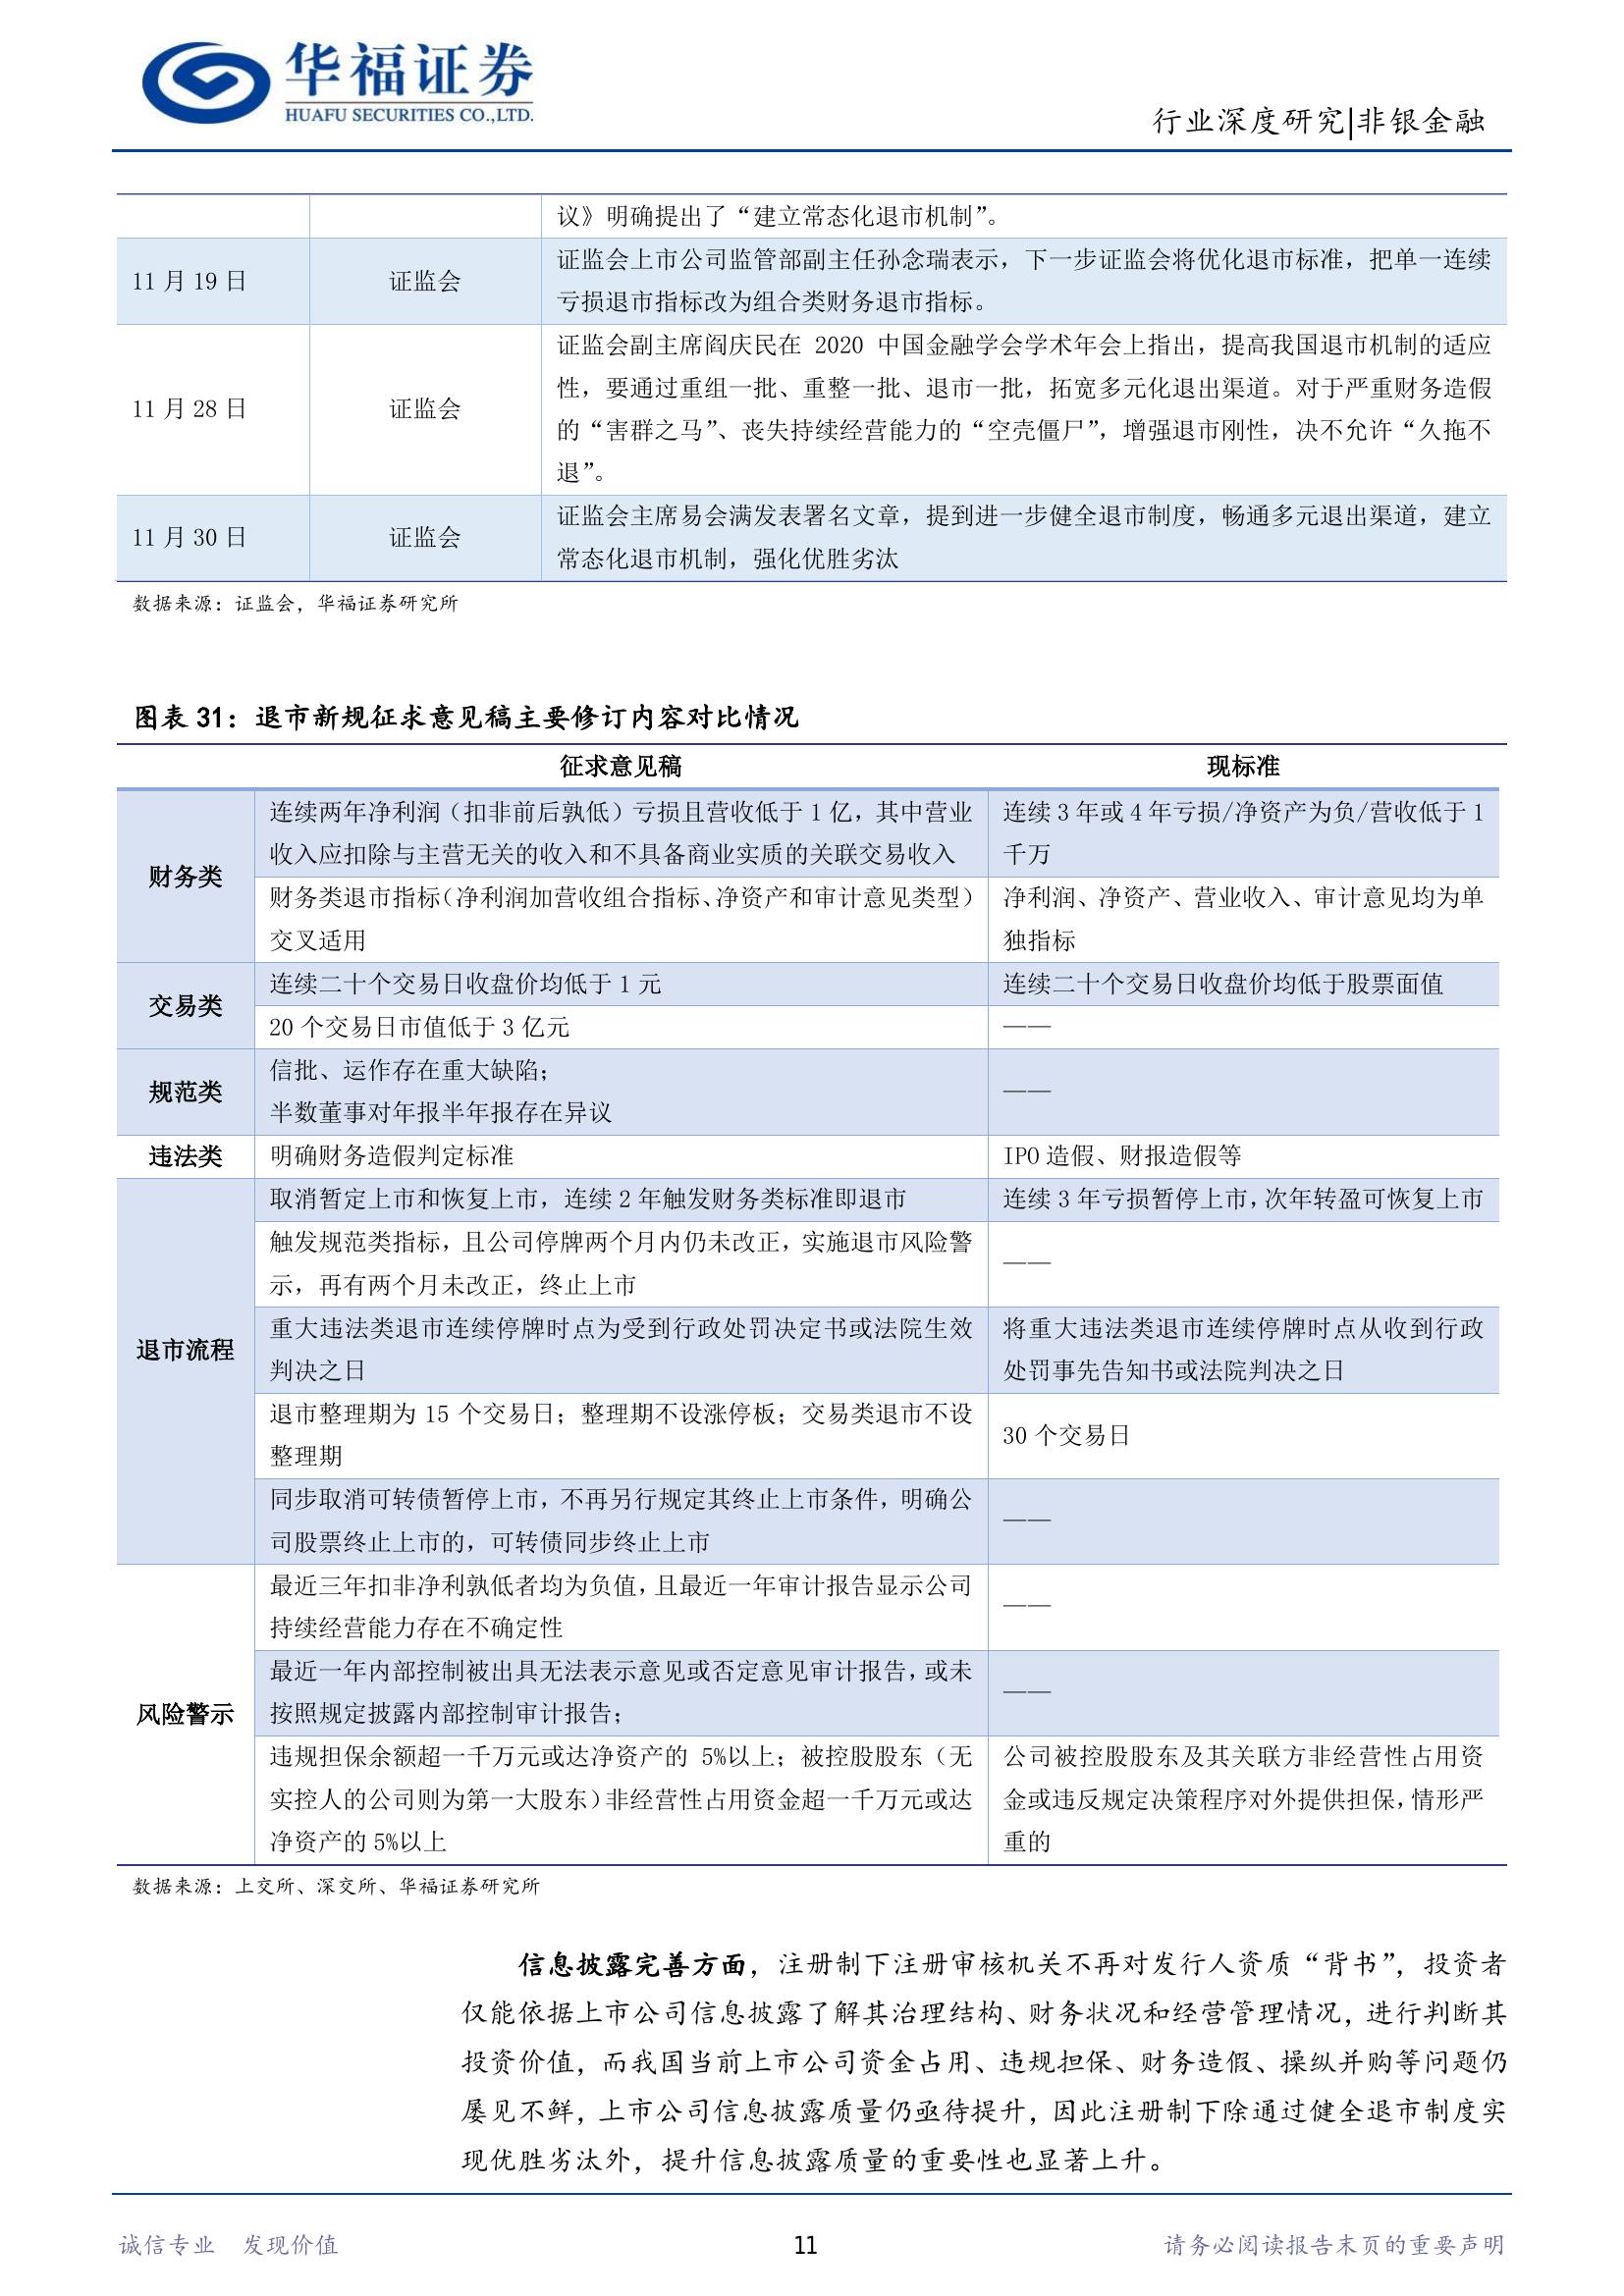 华福证券
HUAFU SECURITIES CO.,LTD.
行业深度研究|非银金融
议》明确提出了“建立常态化退市机制”。
11 月 19 日
证监会
证监会上市公司监管部副主任孙念瑞表示，下一步证监会将优化退市标准，把单一连续
亏损退市指标改为组合类财务退市指标。
11 月 28 日
证监会
证监会副主席阎庆民在 2020 中国金融学会学术年会上指出，提高我国退市机制的适应
性，要通过重组一批、重整一批、退市一批，拓宽多元化退出渠道。对于严重财务造假
的“害群之马”、丧失持续经营能力的“空壳僵尸”，增强退市刚性，决不允许“久拖不
退”。
11 月 30 日
证监会
证监会主席易会满发表署名文章，提到进一步健全退市制度，畅通多元退出渠道，建立
常态化退市机制，强化优胜劣汰
数据来源：证监会，华福证券研究所
图表 31：退市新规征求意见稿主要修订内容对比情况
征求意见稿
现标准
财务类
连续两年净利润（扣非前后孰低）亏损且营收低于 1 亿，其中营业
收入应扣除与主营无关的收入和不具备商业实质的关联交易收入
连续 3 年或 4 年亏损/净资产为负/营收低于 1
千万
财务类退市指标（净利润加营收组合指标、净资产和审计意见类型）
交叉适用
净利润、净资产、营业收入、审计意见均为单
独指标
交易类
连续二十个交易日收盘价均低于 1 元
连续二十个交易日收盘价均低于股票面值
20 个交易日市值低于 3 亿元
——
规范类
信批、运作存在重大缺陷；
半数董事对年报半年报存在异议
——
违法类
明确财务造假判定标准
IPO 造假、财报造假等
退市流程
取消暂定上市和恢复上市，连续 2 年触发财务类标准即退市
连续 3 年亏损暂停上市，次年转盈可恢复上市
触发规范类指标，且公司停牌两个月内仍未改正，实施退市风险警
示，再有两个月未改正，终止上市
——
重大违法类退市连续停牌时点为受到行政处罚决定书或法院生效
判决之日
将重大违法类退市连续停牌时点从收到行政
处罚事先告知书或法院判决之日
退市整理期为 15 个交易日；整理期不设涨停板；交易类退市不设
整理期
30 个交易日
同步取消可转债暂停上市，不再另行规定其终止上市条件，明确公
司股票终止上市的，可转债同步终止上市
——
风险警示
最近三年扣非净利孰低者均为负值，且最近一年审计报告显示公司
持续经营能力存在不确定性
——
最近一年内部控制被出具无法表示意见或否定意见审计报告，或未
按照规定披露内部控制审计报告；
——
违规担保余额超一千万元或达净资产的 5%以上；被控股股东（无
实控人的公司则为第一大股东）非经营性占用资金超一千万元或达
净资产的 5%以上
公司被控股股东及其关联方非经营性占用资
金或违反规定决策程序对外提供担保，情形严
重的
数据来源：上交所、深交所、华福证券研究所
信息披露完善方面，注册制下注册审核机关不再对发行人资质“背书”，投资者
仅能依据上市公司信息披露了解其治理结构、财务状况和经营管理情况，进行判断其
投资价值，而我国当前上市公司资金占用、违规担保、财务造假、操纵并购等问题仍
屡见不鲜，上市公司信息披露质量仍亟待提升，因此注册制下除通过健全退市制度实
现优胜劣汰外，提升信息披露质量的重要性也显著上升。
诚信专业 发现价值
11
请务必阅读报告末页的重要声明